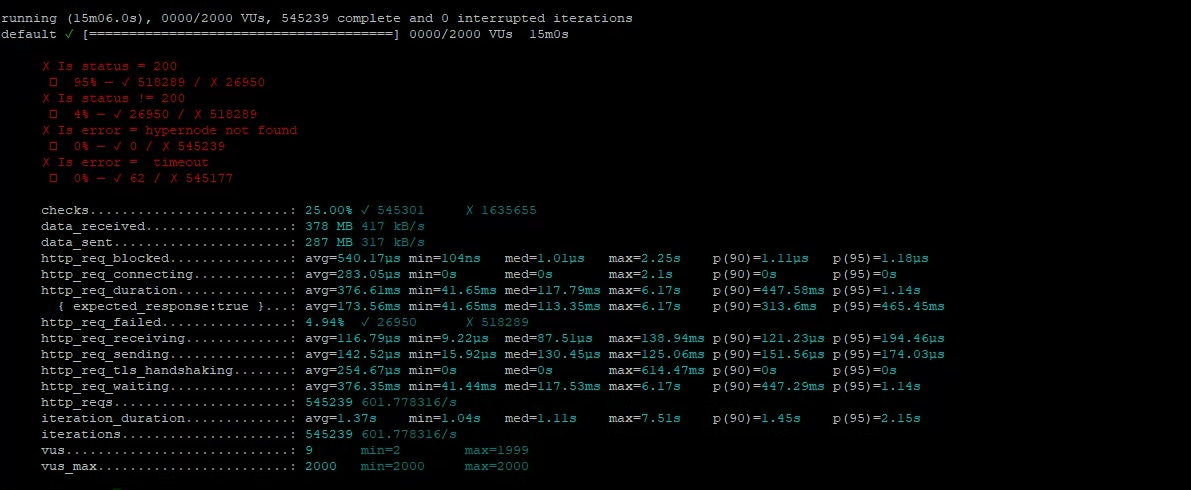 running (15m06.0s), 0000/2000 VUs, 545239 complete and 0 interrupted iterations
default ✓ [======================================] 0000/2000 VUs  15m0s
✗ Is status = 200
95% — ✓ 518289 / ✗ 26950
✗ Is status != 200
4% — ✓ 26950 / ✗ 518289
✗ Is error = hypernode not found
0% — ✓ 0 / ✗ 545239
✗ Is error =  timeout
0% — ✓ 62 / ✗ 545177
checks.........................: 25.00% ✓ 545301     ✗ 1635655
data_received..................: 378 MB 417 kB/s
data_sent......................: 287 MB 317 kB/s
http_req_blocked...............: avg=540.17µs min=104ns   med=1.01µs   max=2.25s    p(90)=1.11µs   p(95)=1.18µs
http_req_connecting............: avg=283.05µs min=0s      med=0s       max=2.1s     p(90)=0s       p(95)=0s
http_req_duration..............: avg=376.61ms min=41.65ms med=117.79ms max=6.17s    p(90)=447.58ms p(95)=1.14s
{ expected_response:true }...: avg=173.56ms min=41.65ms med=113.35ms max=6.17s    p(90)=313.6ms  p(95)=465.45ms
http_req_failed................: 4.94%  ✓ 26950      ✗ 518289
http_req_receiving.............: avg=116.79µs min=9.22µs  med=87.51µs  max=138.94ms p(90)=121.23µs p(95)=194.46µs
http_req_sending...............: avg=142.52µs min=15.92µs med=130.45µs max=125.06ms p(90)=151.56µs p(95)=174.03µs
http_req_tls_handshaking.......: avg=254.67µs min=0s      med=0s       max=614.47ms p(90)=0s       p(95)=0s
http_req_waiting...............: avg=376.35ms min=41.44ms med=117.53ms max=6.17s    p(90)=447.29ms p(95)=1.14s
http_reqs......................: 545239 601.778316/s
iteration_duration.............: avg=1.37s    min=1.04s   med=1.11s    max=7.51s    p(90)=1.45s    p(95)=2.15s
iterations.....................: 545239 601.778316/s
vus............................: 9      min=2        max=1999
vus_max........................: 2000   min=2000     max=2000